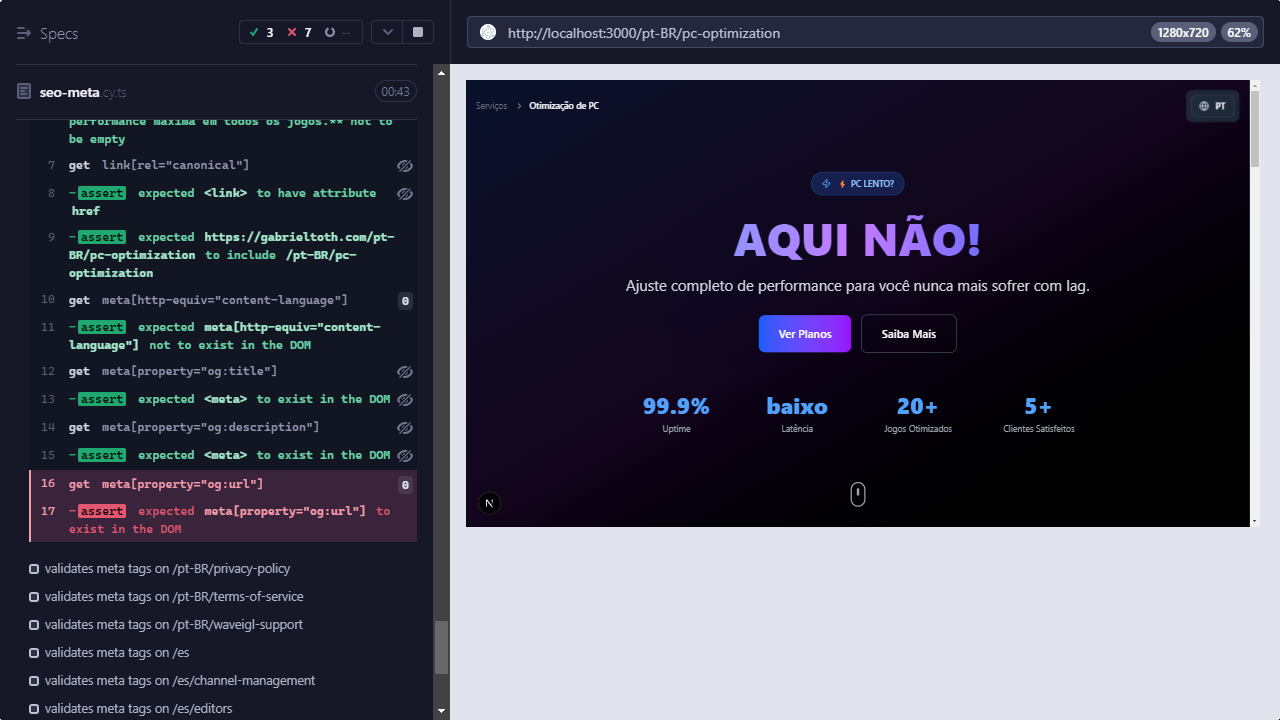 Specs
3
7
--
seo-meta.cy.ts
00:43
performance máxima em todos os jogos.** not to
be empty
7 get link[rel="canonical"]
8 -assert expected <link> to have attribute
href
9 -assert expected https://gabrieltoth.com/pt-
BR/pc-optimization to include /pt-BR/pc-
optimization
10 get meta[http-equiv="content-language"] 0
11 -assert expected meta[http-equiv="content-
language"] not to exist in the DOM
12 get meta[property="og:title"]
13 -assert expected <meta> to exist in the DOM
14 get meta[property="og:description"]
15 -assert expected <meta> to exist in the DOM
16 get meta[property="og:url"] 0
17 -assert expected meta[property="og:url"] to
exist in the DOM
validates meta tags on /pt-BR/privacy-policy
validates meta tags on /pt-BR/terms-of-service
validates meta tags on /pt-BR/waveigl-support
validates meta tags on /es
validates meta tags on /es/channel-management
validates meta tags on /es/editors
http://localhost:3000/pt-BR/pc-optimization
1280x720
62%
Serviços > Otimização de PC
PT
PC LENTO?
AQUI NÃO!
Ajuste completo de performance para você nunca mais sofrer com lag.
Ver Planos
Saiba Mais
99.9%
Uptime
baixo
Latência
20+
Jogos Otimizados
5+
Clientes Satisfeitos
N